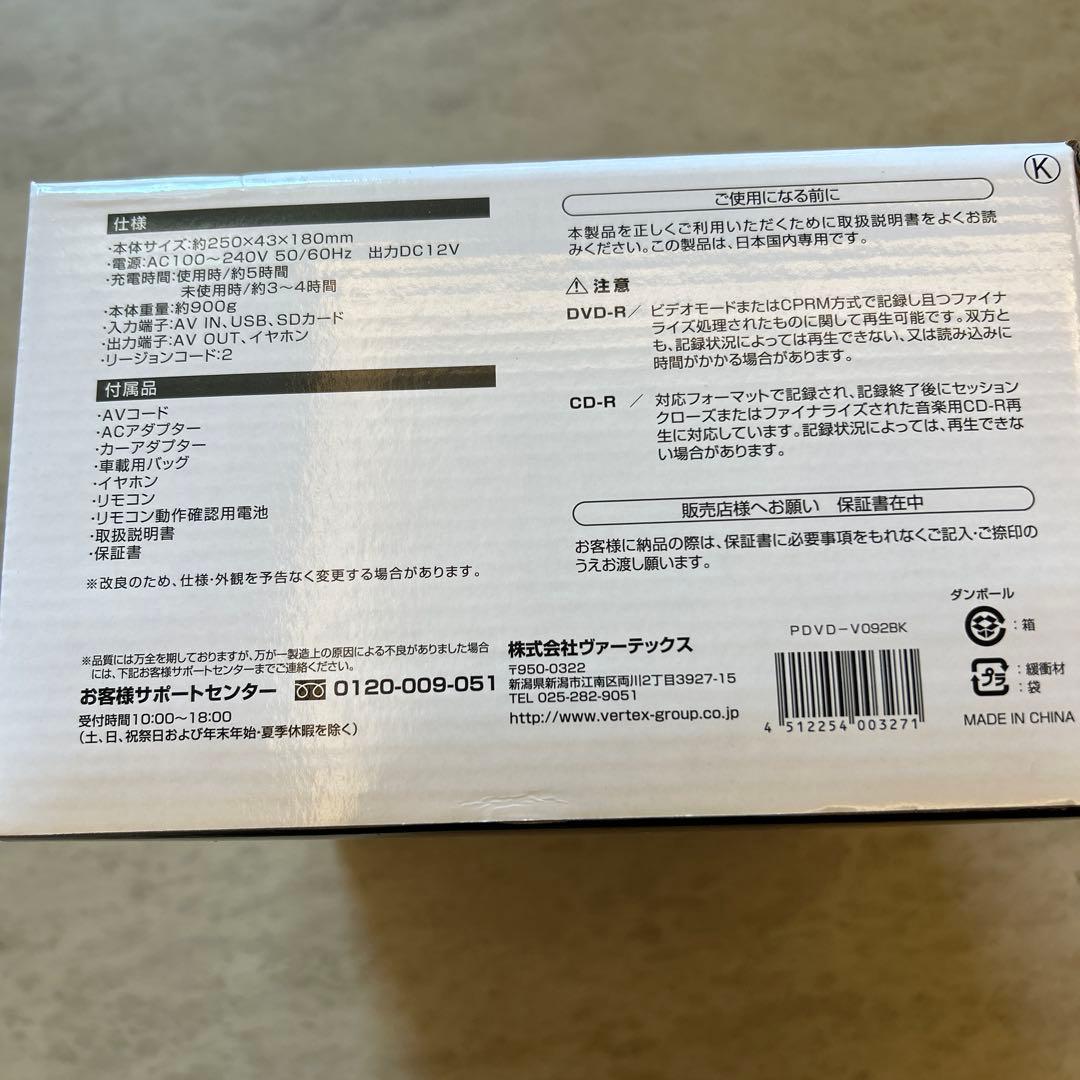 K
仕様
・本体サイズ:約250×43×180mm
・電源:AC100～240V 50/60Hz 出力DC12V
・充電時間:使用時/約5時間
未使用時/約3～4時間
・本体重量:約900g
・入力端子:AV IN、USB、SDカード
・出力端子:AV OUT、イヤホン
・リージョンコード:2
付属品
・AVコード
・ACアダプター
・カーアダプター
・車載用バッグ
・イヤホン
・リモコン
・リモコン動作確認用電池
・取扱説明書
・保証書
※改良のため、仕様・外観を予告なく変更する場合があります。
※品質には万全を期しておりますが、万が一製造上の原因による不良がありました場合
には、下記お客様サポートセンターまでご連絡ください。
お客様サポートセンター 0120-009-051
受付時間10:00～18:00
(土、日、祝祭日および年末年始・夏季休暇を除く)
ご使用になる前に
本製品を正しくご利用いただくために取扱説明書をよくお読
みください。この製品は、日本国内専用です。
注意
DVD-R／ ビデオモードまたはCPRM方式で記録し且つファイナ
ライズ処理されたものに関して再生可能です。双方と
も、記録状況によっては再生できない、又は読み込みに
時間がかかる場合があります。
CD-R ／ 対応フォーマットで記録され、記録終了後にセッション
クローズまたはファイナライズされた音楽用CD-R再
生に対応しています。記録状況によっては、再生できな
い場合があります。
販売店様へお願い 保証書在中
お客様に納品の際は、保証書に必要事項をもれなくご記入・ご捺印の
うえお渡し願います。
株式会社ヴァーテックス
〒950-0322
新潟県新潟市江南区両川2丁目3927-15
TEL 025-282-9051
http://www.vertex-group.co.jp
PDVD-V092BK
4 512254 003271
ダンボール
:箱
プラ
:緩衝材
:袋
MADE IN CHINA